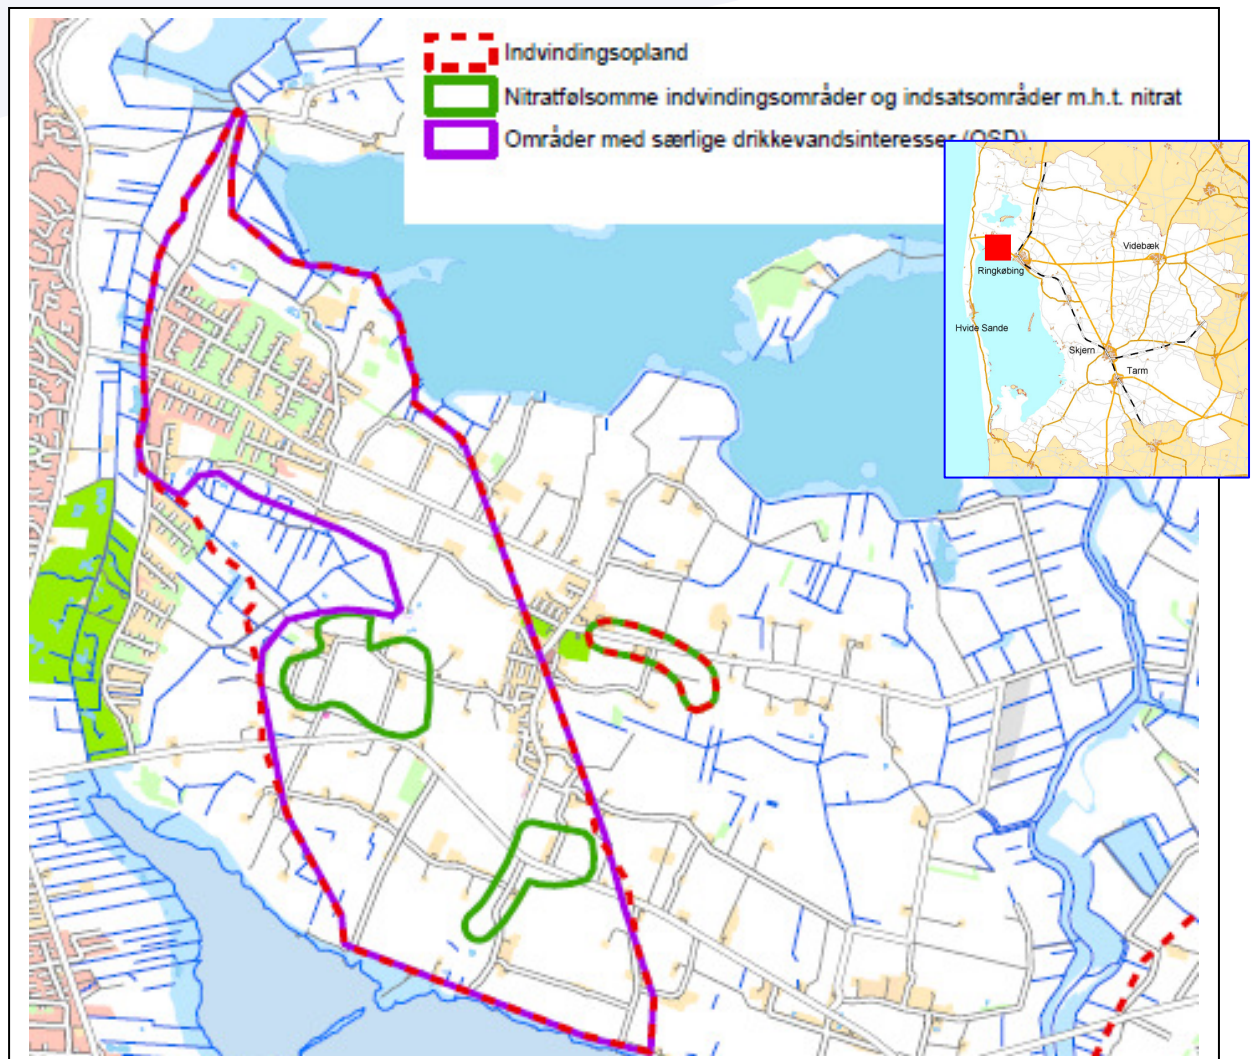 Indvindingsopland
Nitratfølsomme indvindingsområder og indsatsområder m.h.t. nitrat
Områder med særlige drikkevandsinteresser (OSD)
Videbæk
Ringkøbing
Hvide Sande
Skjern
Tarm